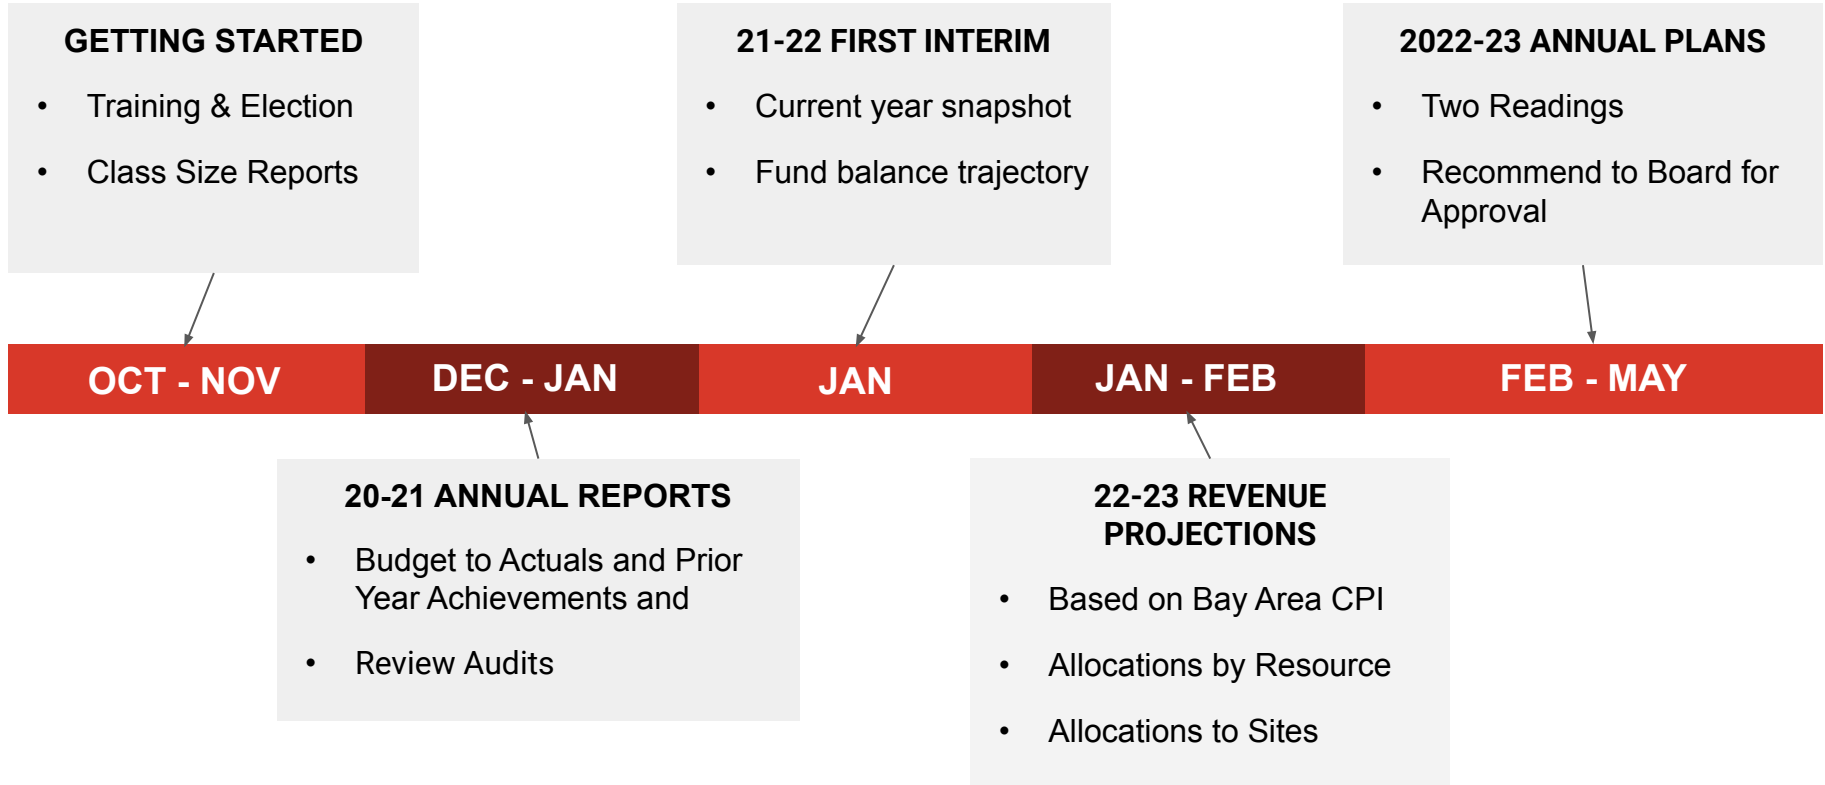 GETTING STARTED
• Training & Election
• Class Size Reports
21-22 FIRST INTERIM
• Current year snapshot
• Fund balance trajectory
2022-23 ANNUAL PLANS
• Two Readings
• Recommend to Board for
Approval
OCT - NOV
DEC - JAN
JAN
JAN - FEB
FEB - MAY
20-21 ANNUAL REPORTS
• Budget to Actuals and Prior
Year Achievements and
• Review Audits
22-23 REVENUE
PROJECTIONS
• Based on Bay Area CPI
• Allocations by Resource
• Allocations to Sites